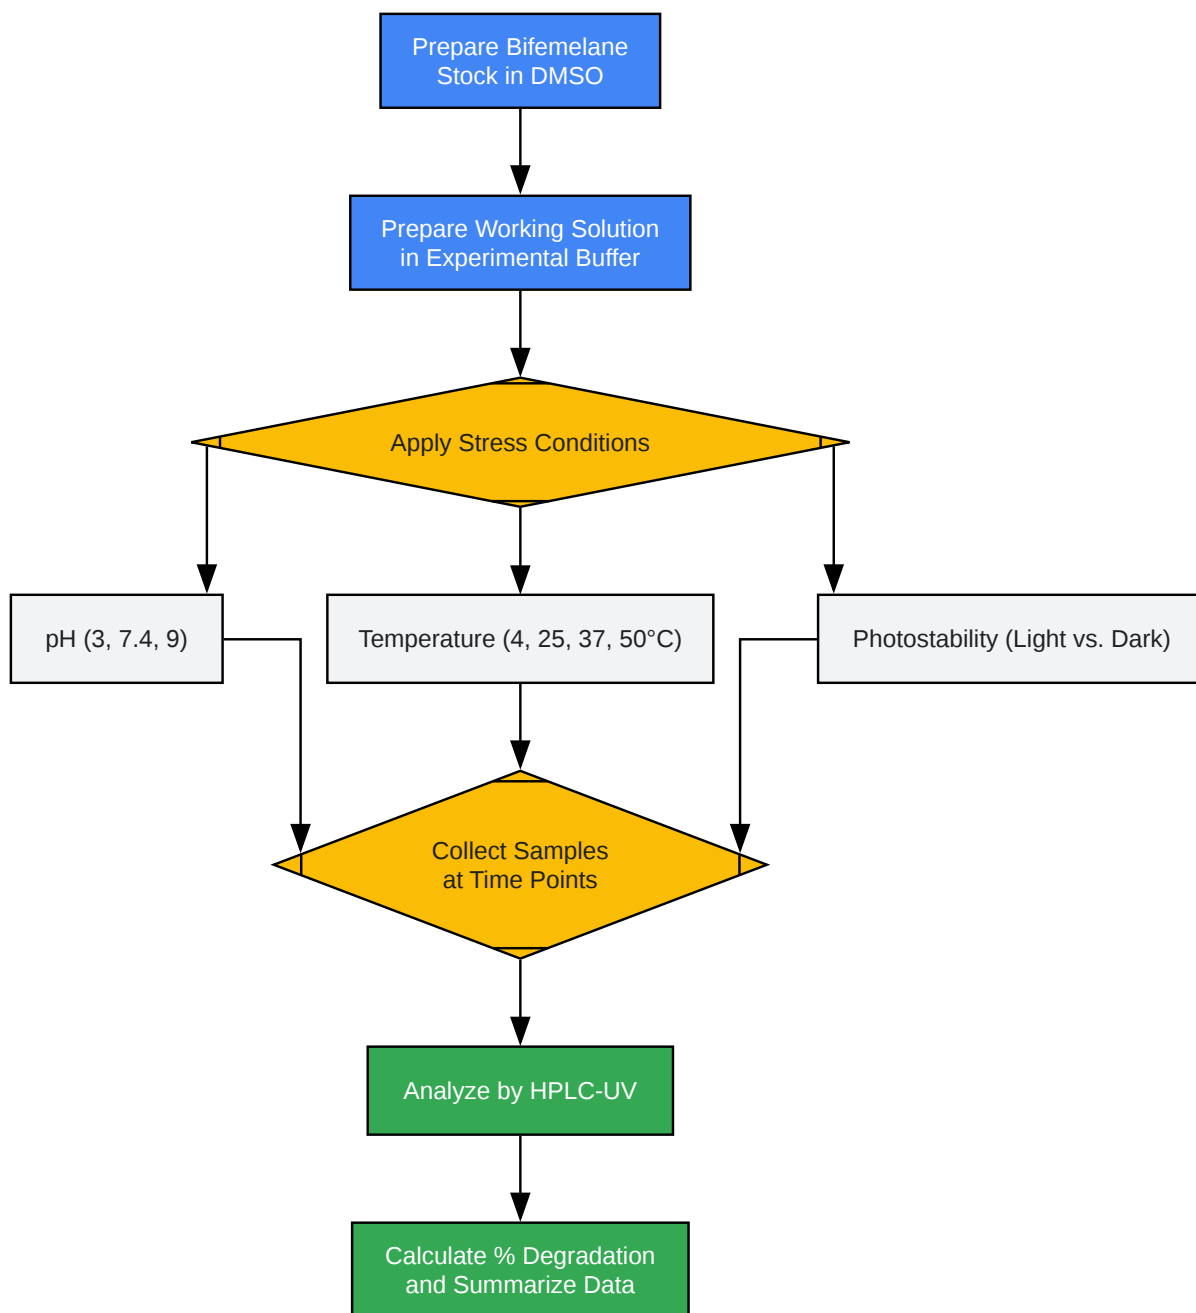 Prepare Bifemelane
Stock in DMSO
Prepare Working Solution
in Experimental Buffer
Apply Stress Conditions
pH (3, 7.4, 9)
Temperature (4, 25, 37, 50°C)
Photostability (Light vs. Dark)
Collect Samples
at Time Points
Analyze by HPLC-UV
Calculate % Degradation
and Summarize Data